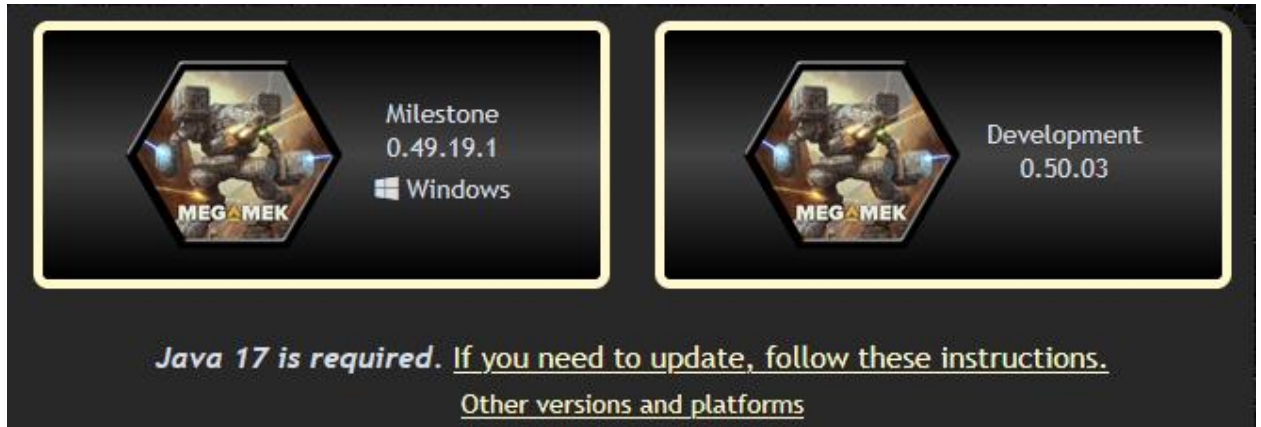 Milestone
0.49.19.1
Windows
MEGAMEK
Development
0.50.03
MEGAMEK
Java 17 is required. If you need to update, follow these instructions.
Other versions and platforms